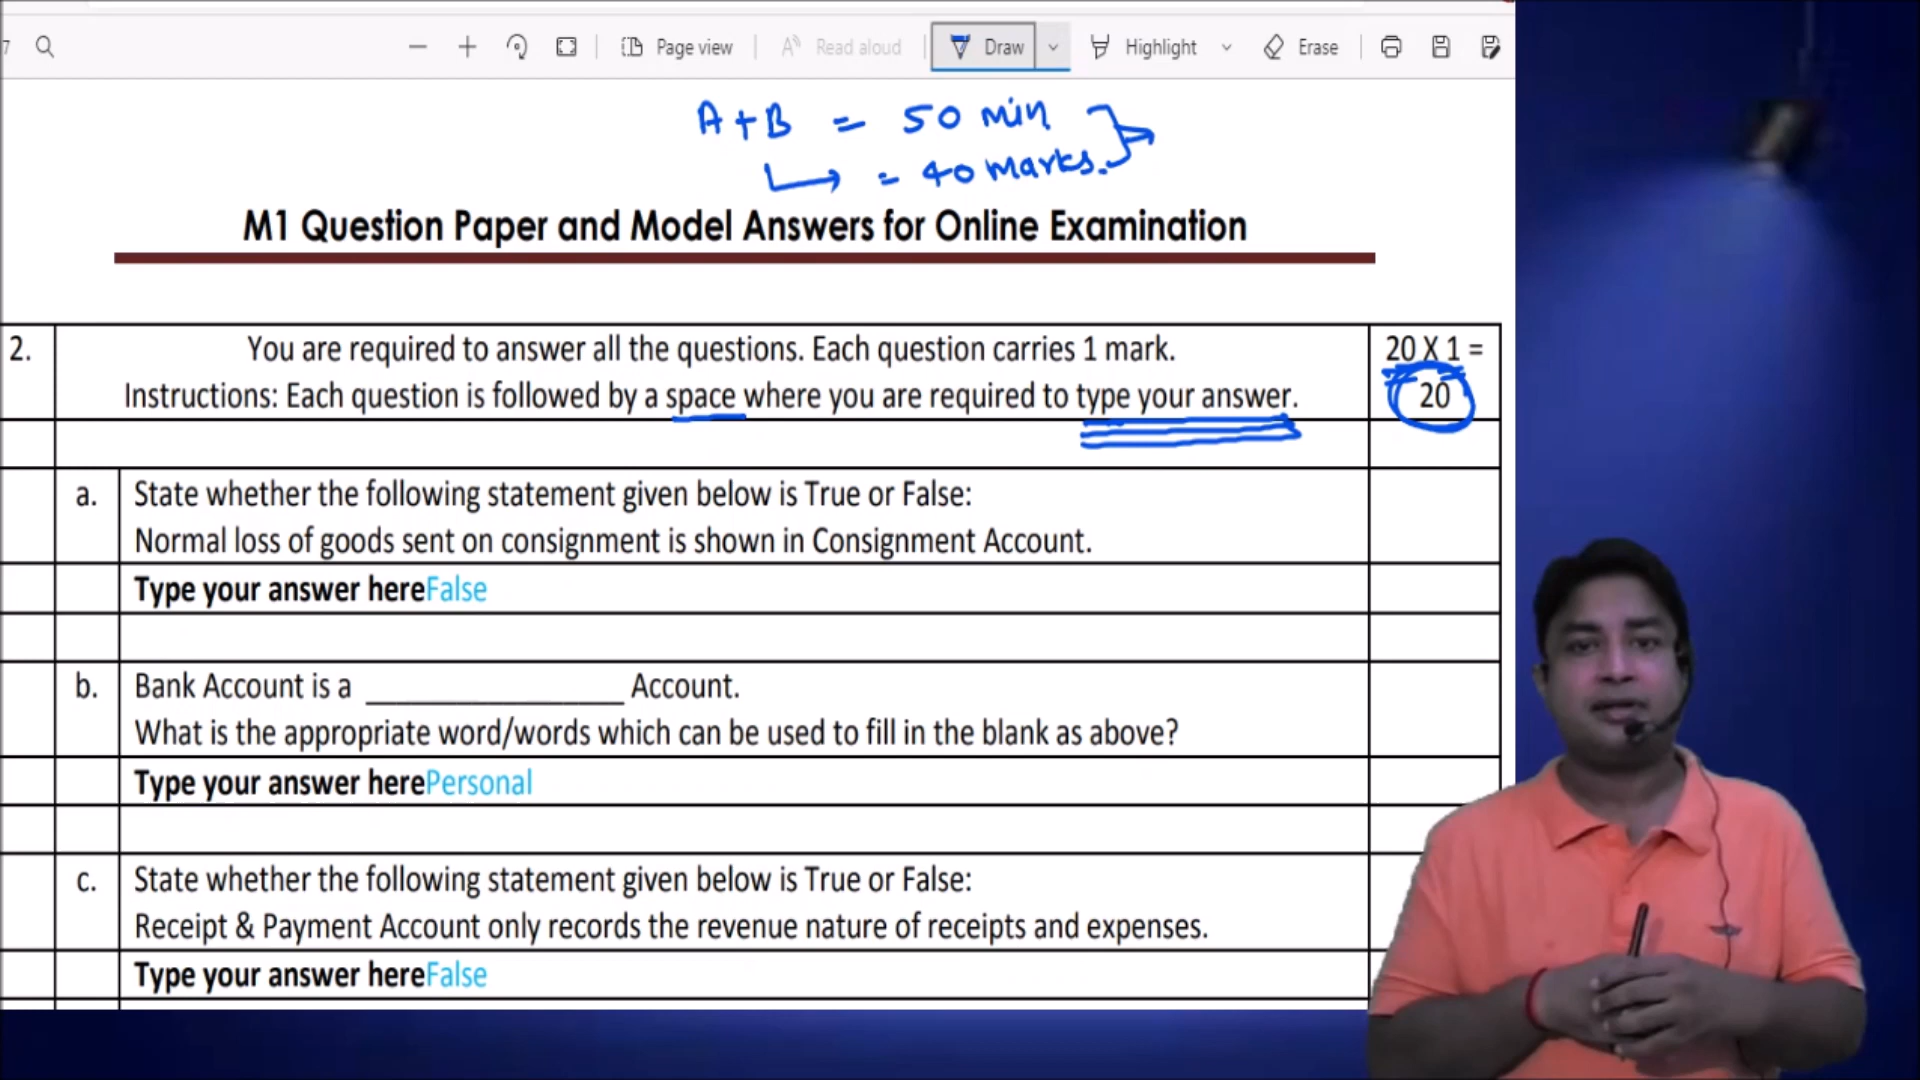 7 Page view Read aloud Draw Highlight Erase
A + B = 50 min
= 40 marks.
M1 Question Paper and Model Answers for Online Examination
2. You are required to answer all the questions. Each question carries 1 mark. 20 X 1 =
Instructions: Each question is followed by a space where you are required to type your answer. 20
a. State whether the following statement given below is True or False:
Normal loss of goods sent on consignment is shown in Consignment Account.
Type your answer hereFalse
b. Bank Account is a ________________ Account.
What is the appropriate word/words which can be used to fill in the blank as above?
Type your answer herePersonal
c. State whether the following statement given below is True or False:
Receipt & Payment Account only records the revenue nature of receipts and expenses.
Type your answer hereFalse